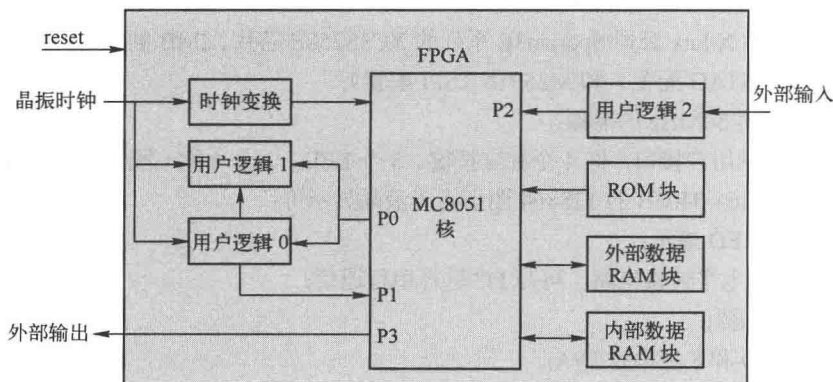 reset
FPGA
晶振时钟
时钟变换
P2
用户逻辑 2
外部输入
用户逻辑 1
ROM 块
P0
MC8051
核
用户逻辑 0
外部数据
RAM 块
P1
外部输出
P3
内部数据
RAM 块